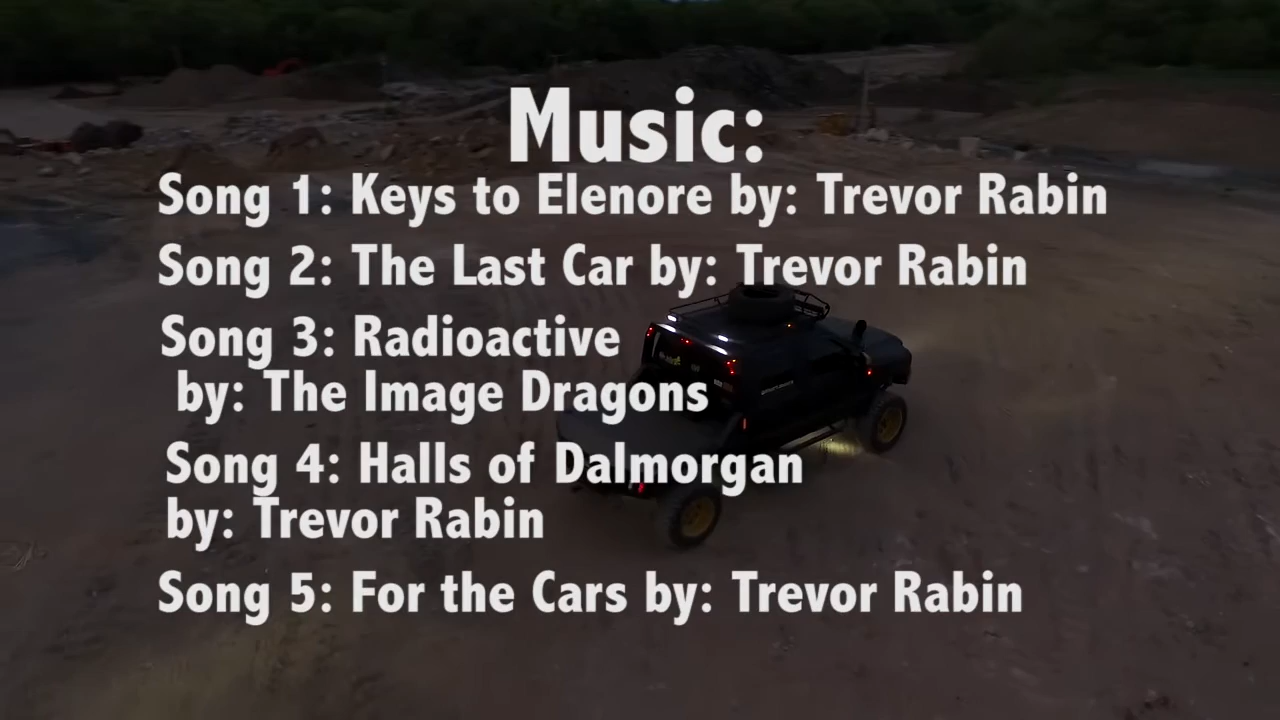 Music:
Song 1: Keys to Elenore by: Trevor Rabin
Song 2: The Last Car by: Trevor Rabin
Song 3: Radioactive
by: The Image Dragons
Song 4: Halls of Dalmorgan
by: Trevor Rabin
Song 5: For the Cars by: Trevor Rabin